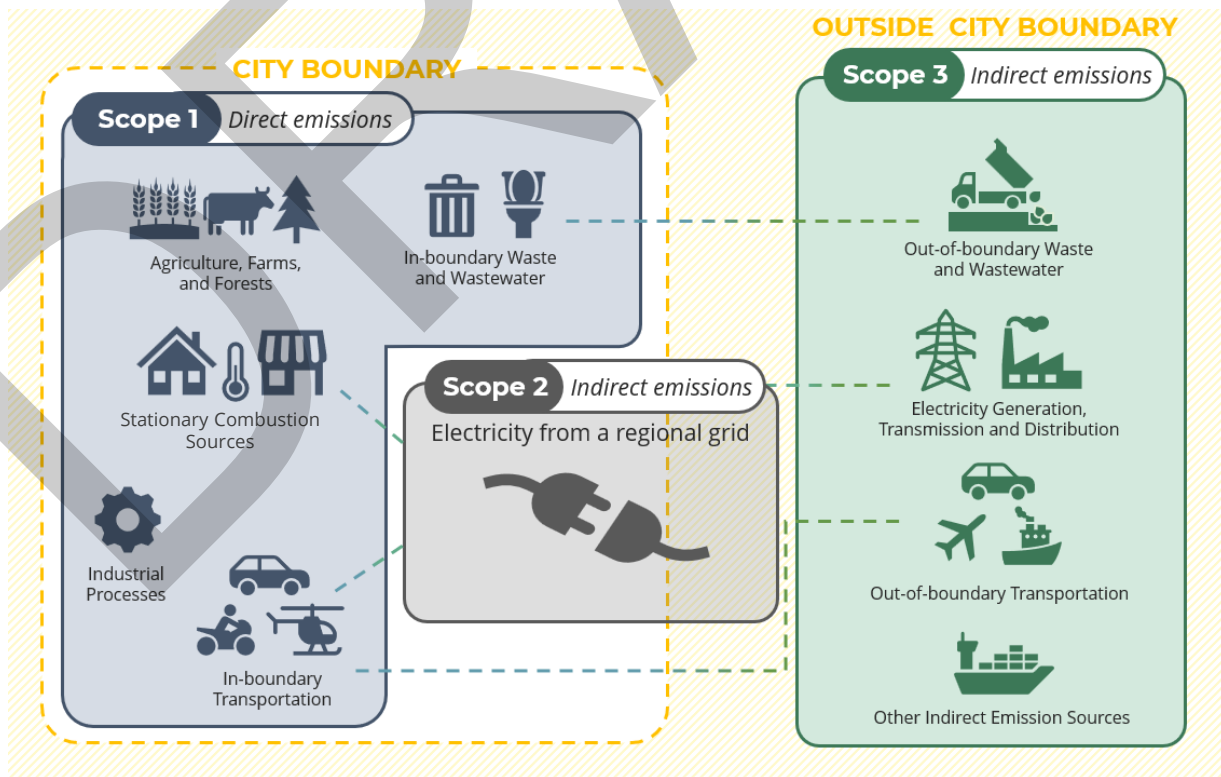 OUTSIDE CITY BOUNDARY
CITY BOUNDARY
Scope 1 Direct emissions
Agriculture, Farms,
and Forests
In-boundary Waste
and Wastewater
Stationary Combustion
Sources
Industrial
Processes
In-boundary
Transportation
Scope 2 Indirect emissions
Electricity from a regional grid
Scope 3 Indirect emissions
Out-of-boundary Waste
and Wastewater
Electricity Generation,
Transmission and Distribution
Out-of-boundary Transportation
Other Indirect Emission Sources